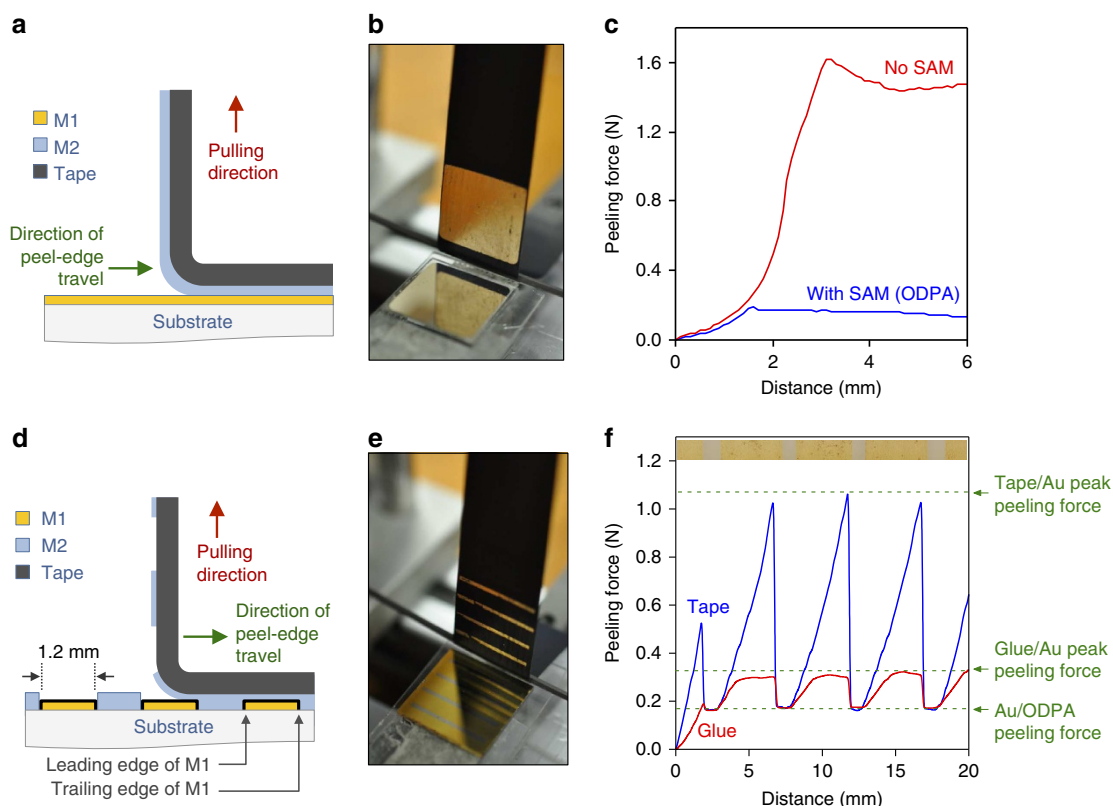 a
M1
M2
Tape
Pulling
direction
Direction of
peel-edge
travel
Substrate
b
c
1.6
1.2
0.8
0.4
0.0
Peeling force (N)
No SAM
With SAM (ODPA)
0
2
4
6
Distance (mm)
d
M1
M2
Tape
Pulling
direction
Direction of
peel-edge
travel
1.2 mm
Substrate
Leading edge of M1
Trailing edge of M1
e
f
1.2
1.0
0.8
0.6
0.4
0.2
0.0
Peeling force (N)
Tape
Glue
Tape/Au peak
peeling force
Glue/Au peak
peeling force
Au/ODPA
peeling force
0
5
10
15
20
Distance (mm)